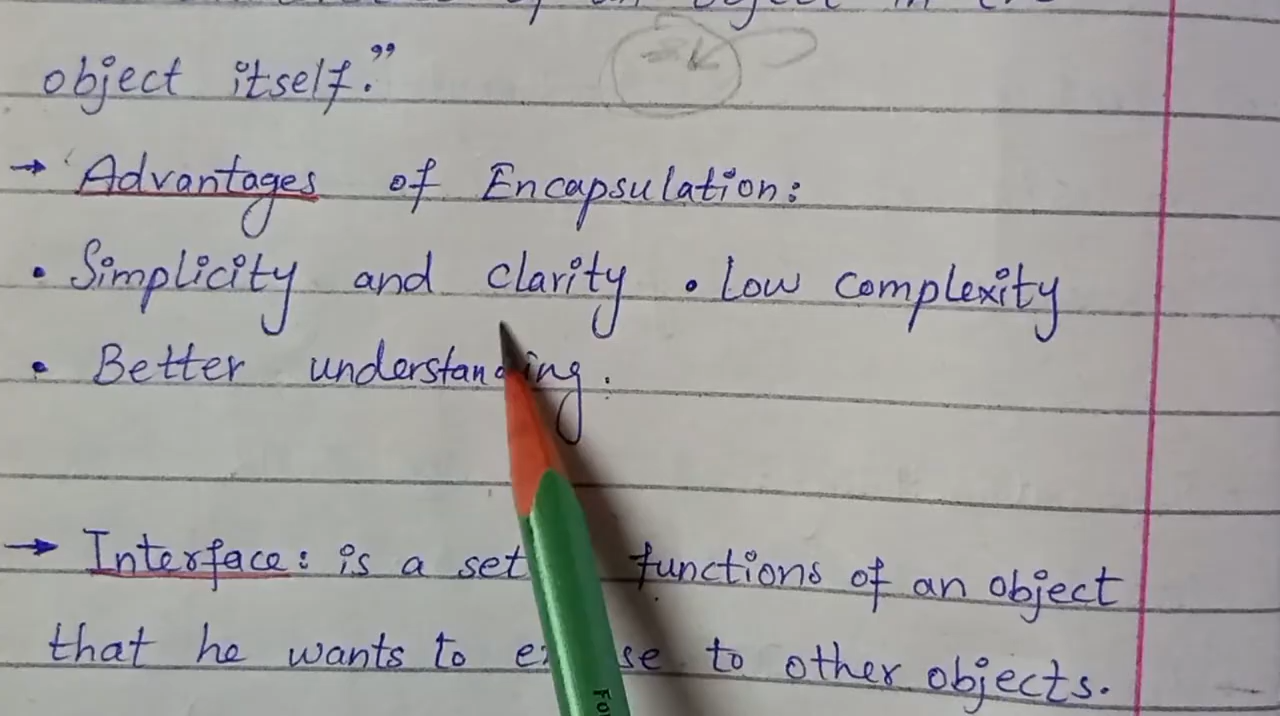 object itself."
→ Advantages of Encapsulation:
• Simplicity and clarity • Low complexity
• Better understanding.
→ Interface: is a set functions of an object
that he wants to to other objects.